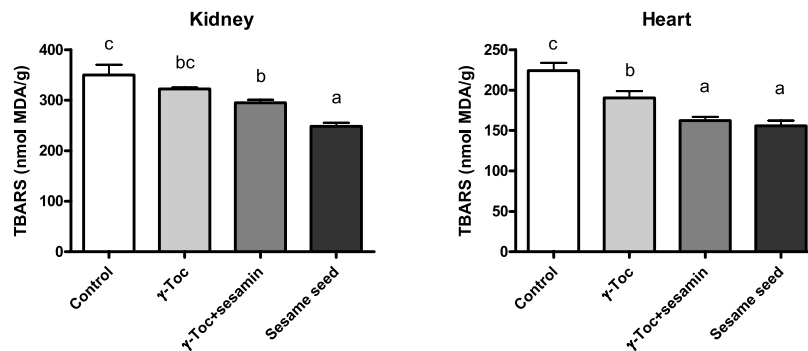 Kidney
TBARS (nmol MDA/g)
400
300
200
100
0
c
bc
b
a
Control
γ-Toc
γ-Toc+sesamin
Sesame seed
Heart
TBARS (nmol MDA/g)
250
200
150
100
50
0
c
b
a
a
Control
γ-Toc
γ-Toc+sesamin
Sesame seed